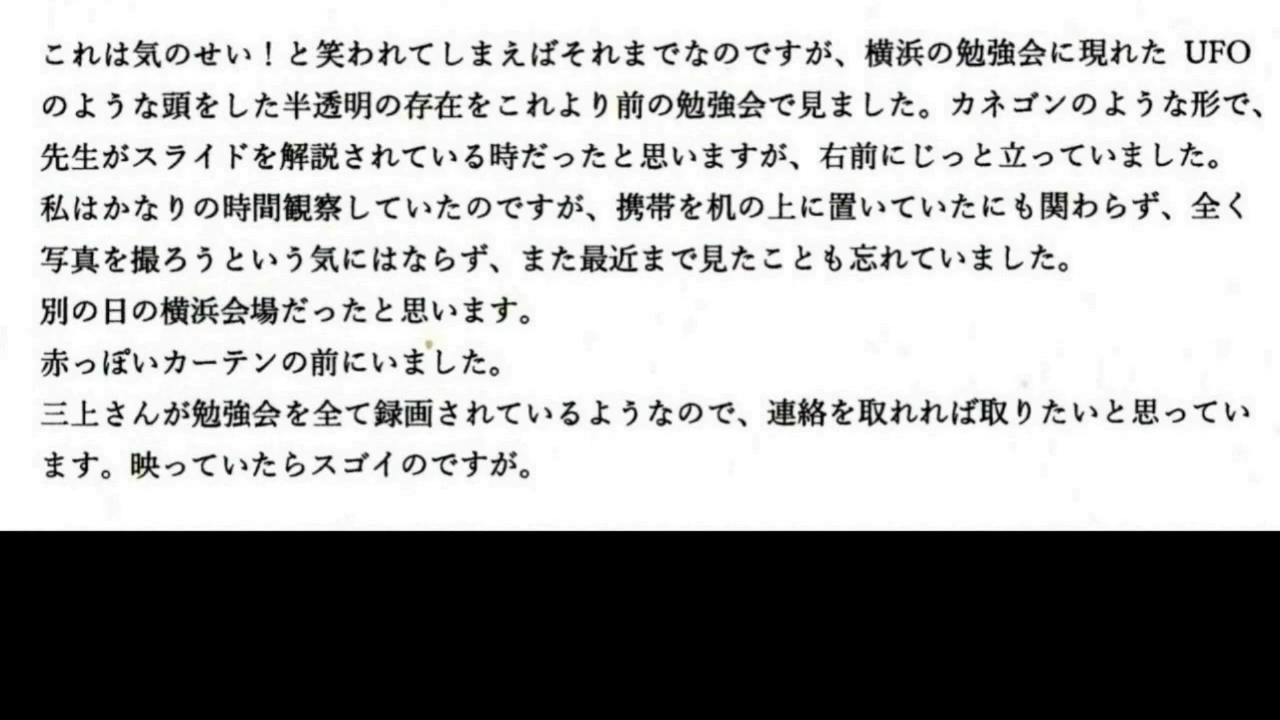 これは気のせい！と笑われてしまえばそれまでなのですが、横浜の勉強会に現れた UFO
のような頭をした半透明の存在をこれより前の勉強会で見ました。カネゴンのような形で、
先生がスライドを解説されている時だったと思いますが、右前にじっと立っていました。
私はかなりの時間観察していたのですが、携帯を机の上に置いていたにも関わらず、全く
写真を撮ろうという気にはならず、また最近まで見たことも忘れていました。
別の日の横浜会場だったと思います。
赤っぽいカーテンの前にいました。
三上さんが勉強会を全て録画されているようなので、連絡を取れれば取りたいと思ってい
ます。映っていたらスゴイのですが。